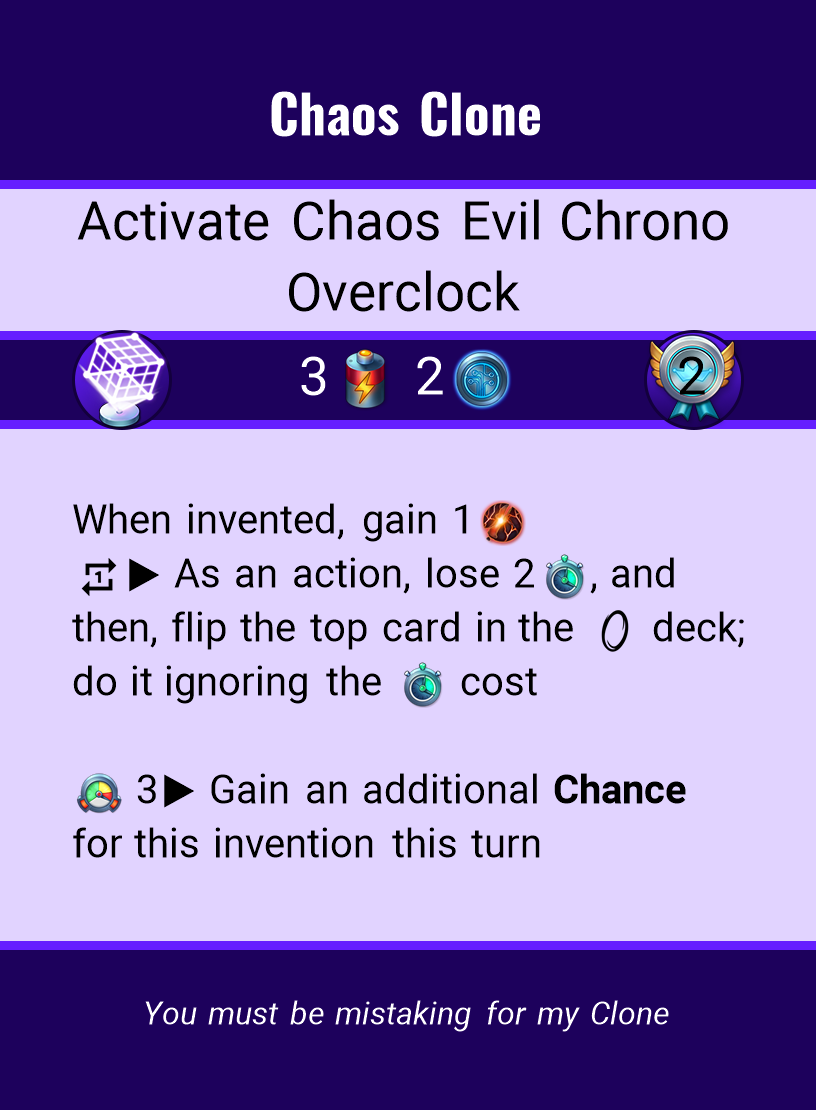 Chaos Clone
Activate Chaos Evil Chrono
Overclock
3 2 2
When invented, gain 1
1 ▶ As an action, lose 2 , and
then, flip the top card in the deck;
do it ignoring the cost
3▶ Gain an additional Chance
for this invention this turn
You must be mistaking for my Clone